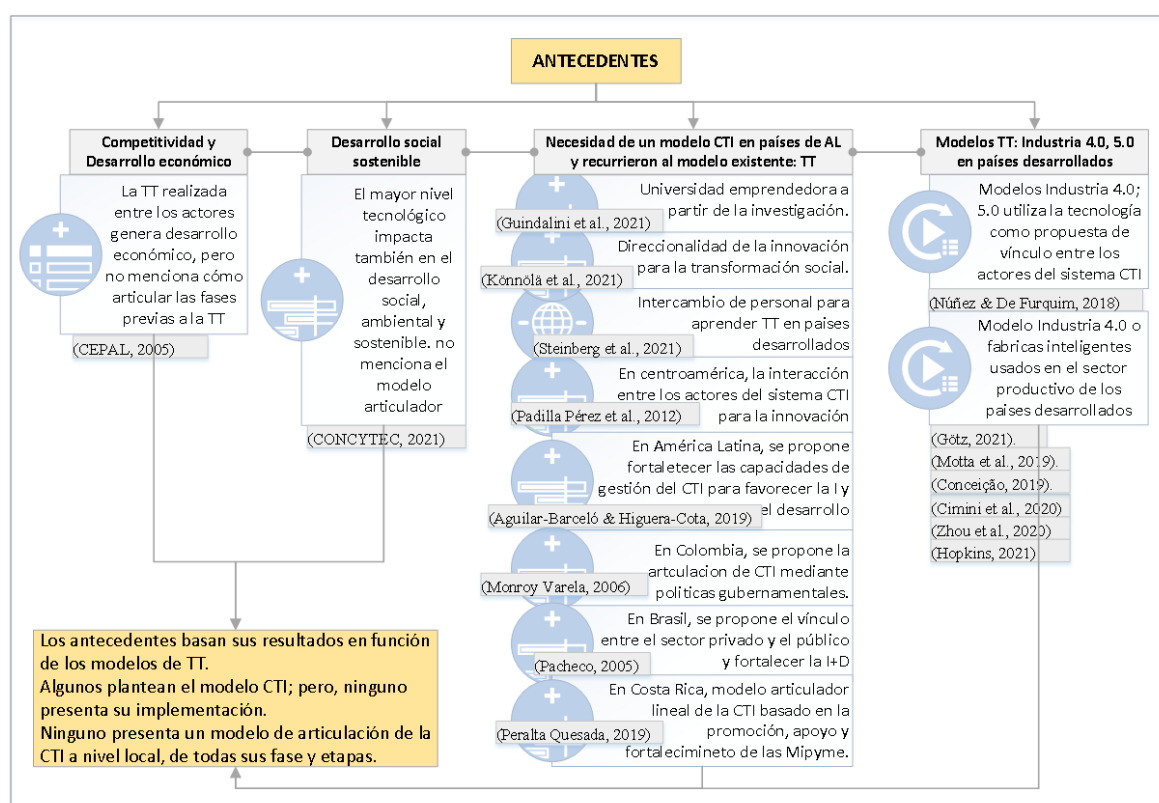 ANTECEDENTES
Competitividad y
Desarrollo económico
La TT realizada
entre los actores
genera desarrollo
económico, pero
no menciona cómo
articular las fases
previas a la TT
(CEPAL, 2005)
Desarrollo social
sostenible
El mayor nivel
tecnológico
impacta
también en el
desarrollo
social,
ambiental y
sostenible. no
menciona el
modelo
articulador
(CONCYTEC, 2021)
Necesidad de un modelo CTI en países de AL
y recurrieron al modelo existente: TT
Universidad emprendedora a
partir de la investigación.
(Guindalini et al., 2021)
Direccionalidad de la innovación
para la transformación social.
(Könnölä et al., 2021)
Intercambio de personal para
aprender TT en paises
desarrollados
(Steinberg et al., 2021)
En centroamérica, la interacción
entre los actores del sistema CTI
para la innovación
(Padilla Pérez et al., 2012)
En América Latina, se propone
fortaletecer las capacidades de
gestión del CTI para favorecer la I y
el desarrollo
(Aguilar-Barceló & Higuera-Cota, 2019)
En Colombia, se propone la
artculacion de CTI mediante
politicas gubernamentales.
(Monroy Varela, 2006)
En Brasil, se propone el vínculo
entre el sector privado y el público
y fortalecer la I+D
(Pacheco, 2005)
En Costa Rica, modelo articulador
lineal de la CTI basado en la
promoción, apoyo y
fortalecimineto de las Mipyme.
(Peralta Quesada, 2019)
Modelos TT: Industria 4.0, 5.0
en países desarrollados
Modelos Industria 4.0;
5.0 utiliza la tecnología
como propuesta de
vínculo entre los
actores del sistema CTI
(Núñez & De Furquim, 2018)
Modelo Industria 4.0 o
fabricas inteligentes
usados en el sector
productivo de los
paises desarrollados
(Götz, 2021).
(Motta et al., 2019).
(Conceição, 2019).
(Cimini et al., 2020)
(Zhou et al., 2020)
(Hopkins, 2021)
Los antecedentes basan sus resultados en función
de los modelos de TT.
Algunos plantean el modelo CTI; pero, ninguno
presenta su implementación.
Ninguno presenta un modelo de articulación de la
CTI a nivel local, de todas sus fase y etapas.